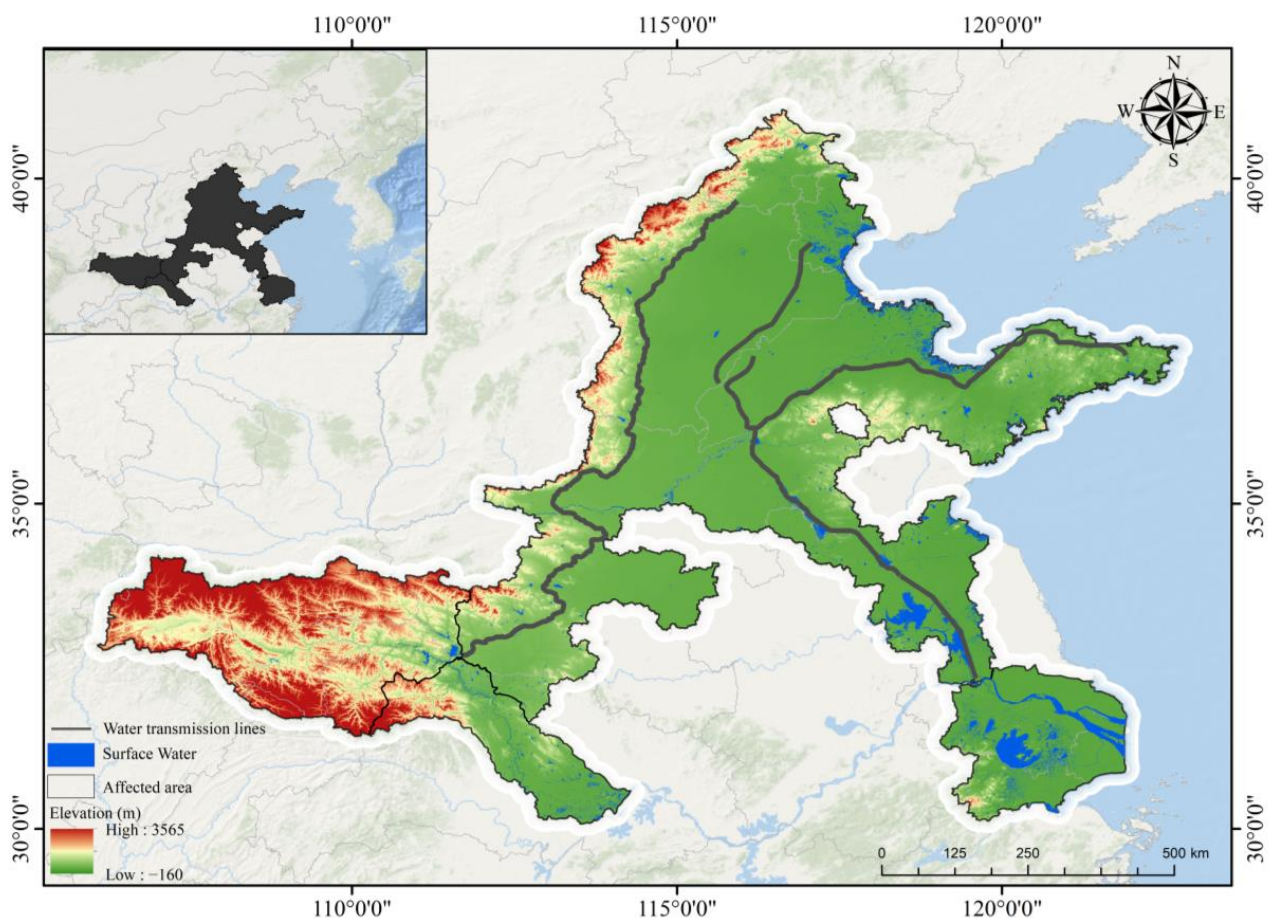 110°0'0" 115°0'0" 120°0'0"
N
W E
S
40°0'0" 40°0'0"
35°0'0" 35°0'0"
Water transmission lines
Surface Water
Affected area
Elevation (m)
High : 3565
Low : −160
30°0'0" 30°0'0"
0 125 250 500 km
110°0'0" 115°0'0" 120°0'0"